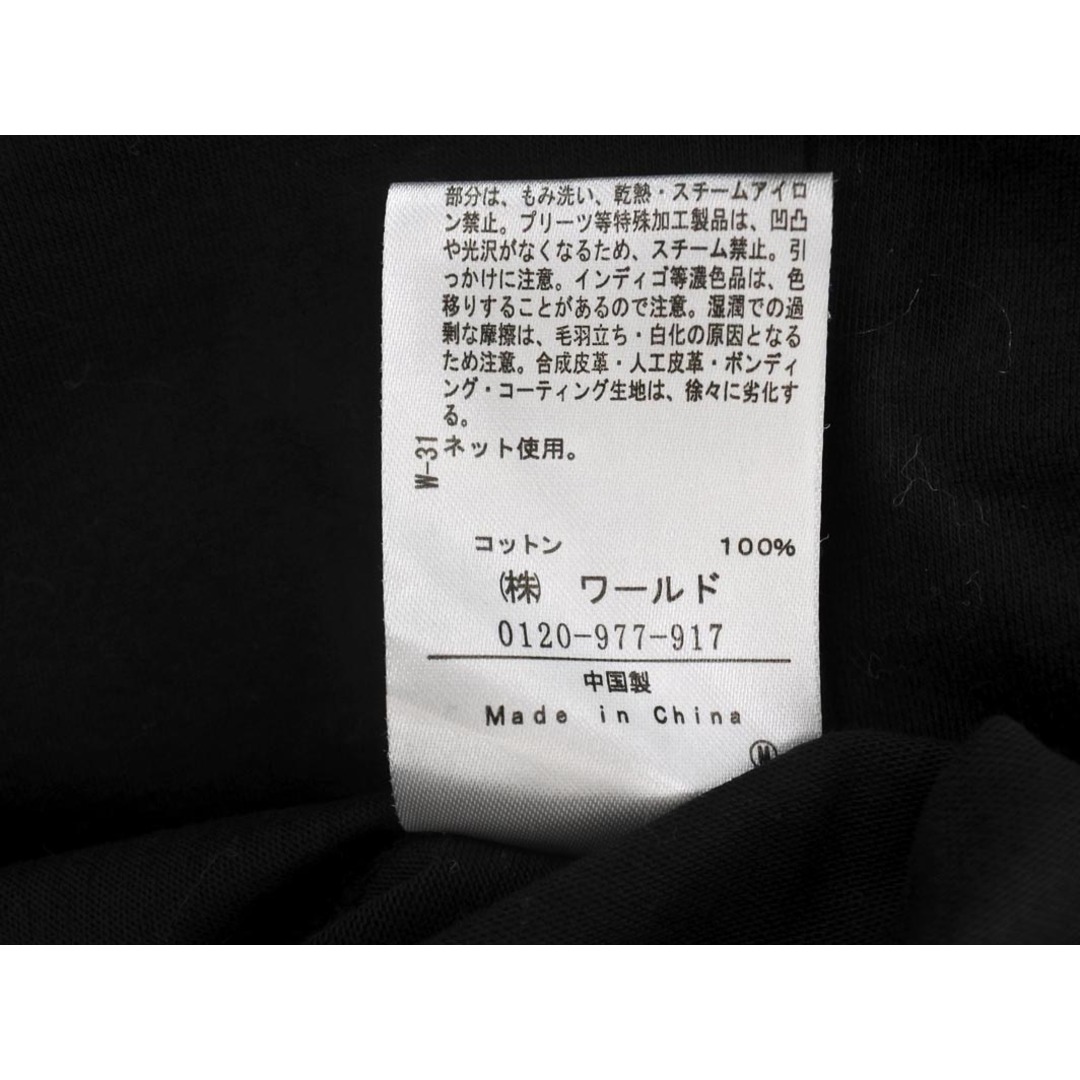 部分は、もみ洗い、乾熱・スチームアイロ
ン禁止。プリーツ等特殊加工製品は、凹凸
や光沢がなくなるため、スチーム禁止。引
っかけに注意。インディゴ等濃色品は、色
移りすることがあるので注意。湿潤での過
剰な摩擦は、毛羽立ち・白化の原因となる
ため注意。合成皮革・人工皮革・ボンディ
ング・コーティング生地は、徐々に劣化す
る。
ネット使用。
W-31
コットン 100%
㈱ ワールド
0120-977-917
中国製
Made in China
Ⓜ